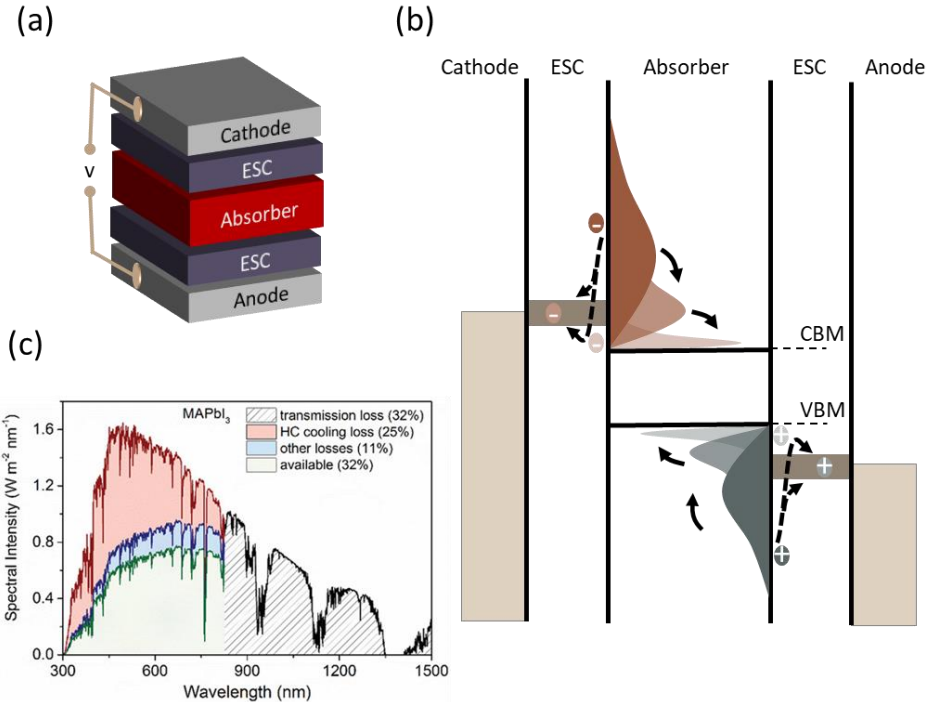 (a)
Cathode
ESC
Absorber
ESC
Anode
V
(b)
Cathode ESC Absorber ESC Anode
−
−
−
CBM
VBM
+
+
+
(c)
MAPbI₃
transmission loss (32%)
HC cooling loss (25%)
other losses (11%)
available (32%)
Spectral Intensity (W m⁻² nm⁻¹)
1.6
1.2
0.8
0.4
0.0
300 600 900 1200 1500
Wavelength (nm)